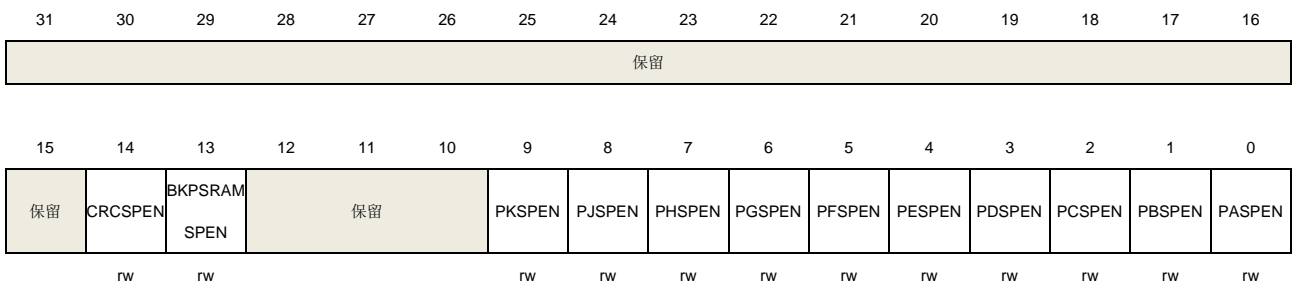 31 30 29 28 27 26 25 24 23 22 21 20 19 18 17 16
保留
15 14 13 12 11 10 9 8 7 6 5 4 3 2 1 0
保留 CRCSPEN BKPSRAM SPEN 保留 PKSPEN PJSPEN PHSPEN PGSPEN PFSPEN PESPEN PDSPEN PCSPEN PBSPEN PASPEN
rw rw rw rw rw rw rw rw rw rw rw rw